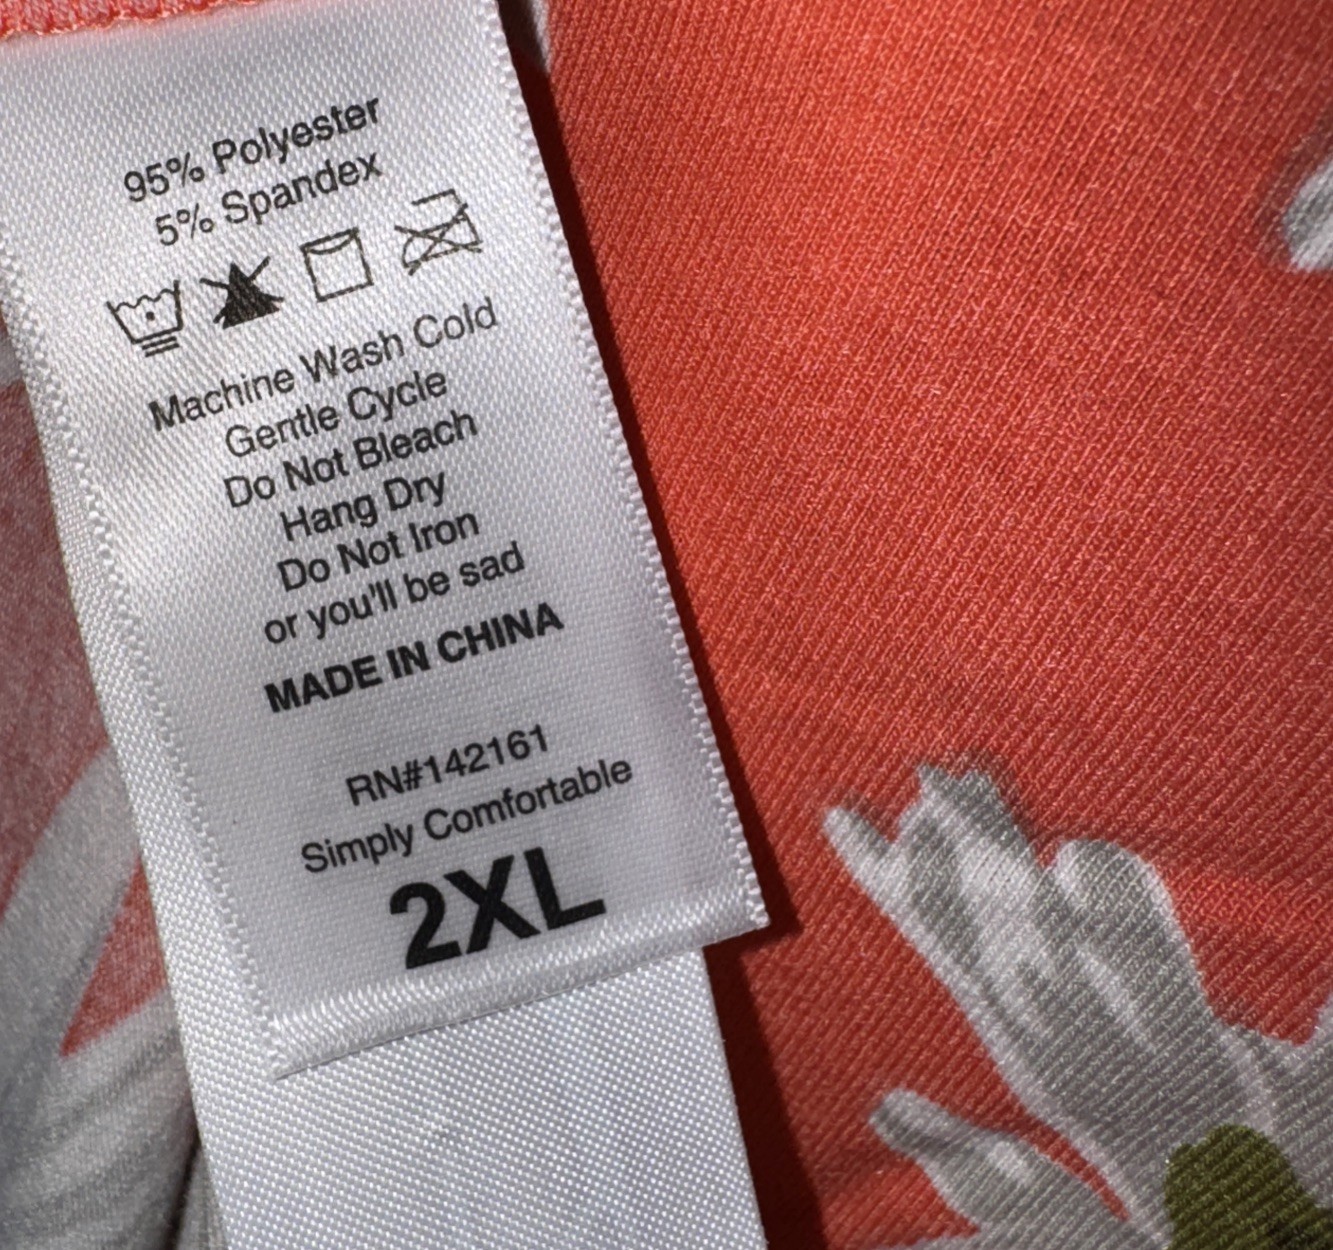 95% Polyester
5% Spandex
Machine Wash Cold
Gentle Cycle
Do Not Bleach
Hang Dry
Do Not Iron
or you'll be sad
MADE IN CHINA
RN#142161
Simply Comfortable
2XL